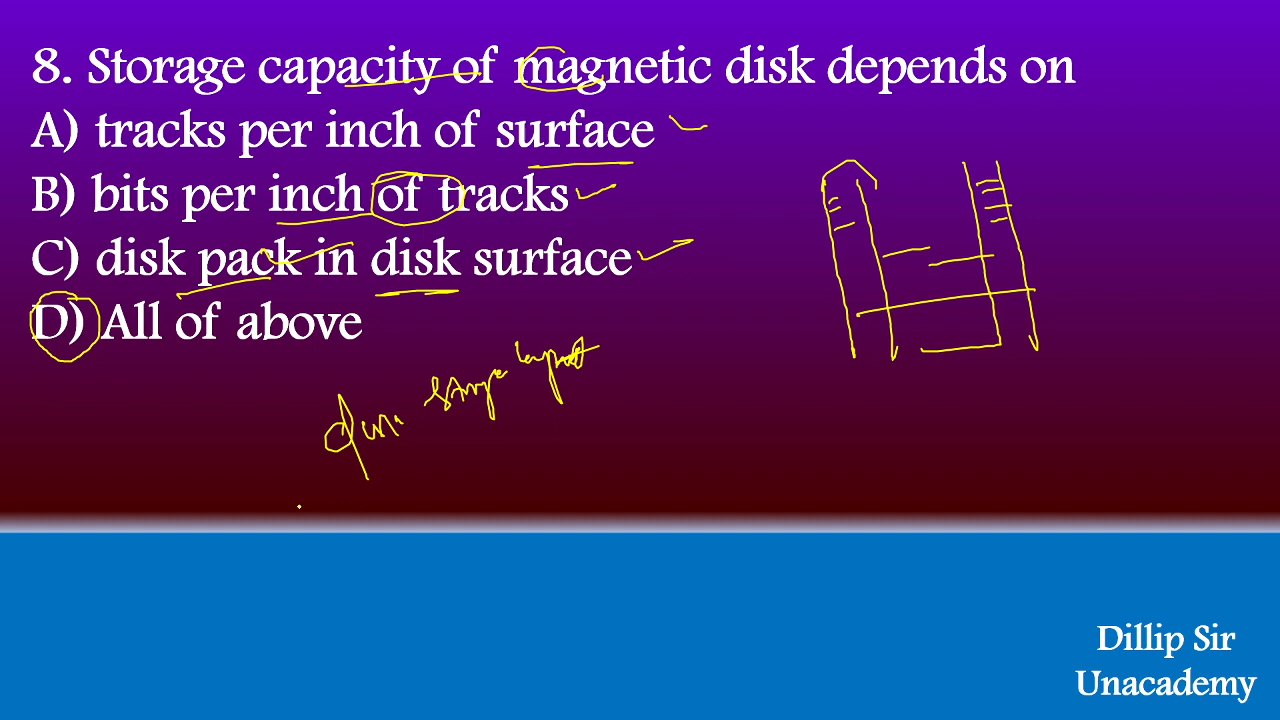 8. Storage capacity of magnetic disk depends on
A) tracks per inch of surface
B) bits per inch of tracks
C) disk pack in disk surface
D) All of above
Dillip Sir
Unacademy